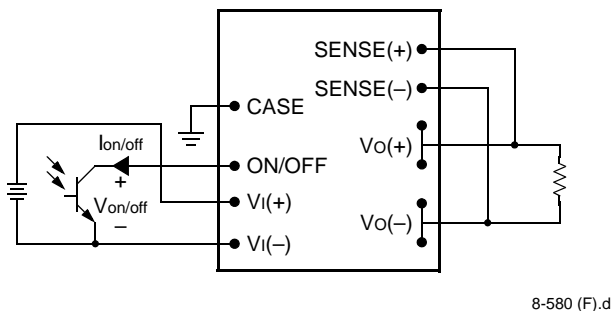 SENSE(+)
SENSE(–)
CASE
VO(+)
Ion/off
ON/OFF
+
Von/off
VI(+)
–
VO(–)
VI(–)
8-580 (F).d